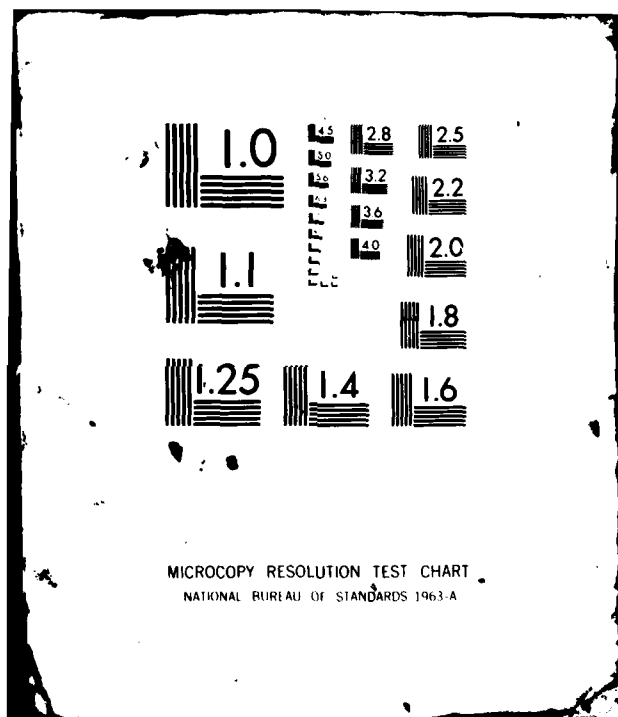 1.0
4.5 2.8 2.5
5.0
5.6 3.2 2.2
6.3
3.6
1.1
4.0 2.0
1.8
1.25 1.4 1.6
MICROCOPY RESOLUTION TEST CHART
NATIONAL BUREAU OF STANDARDS 1963-A